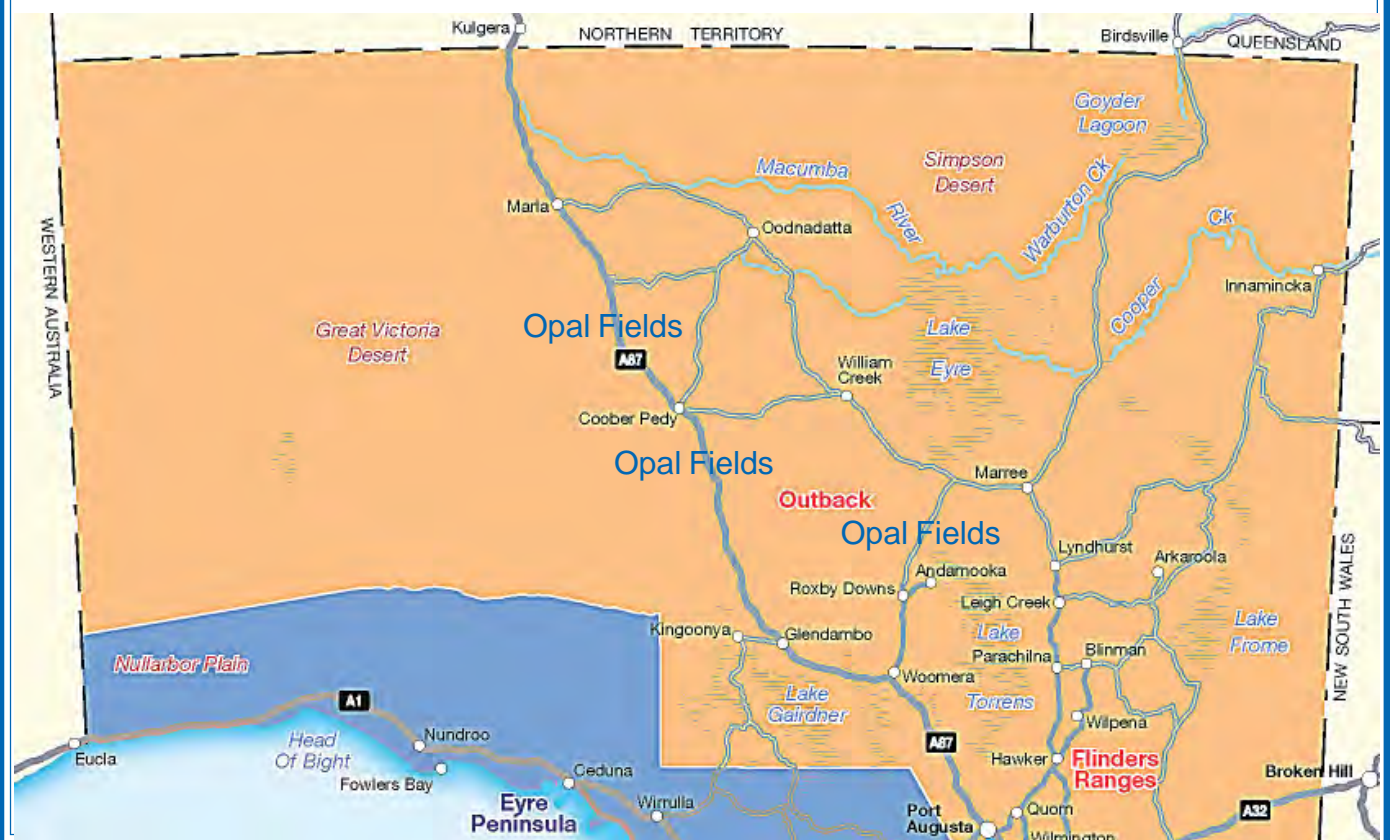 Kulgera
NORTHERN TERRITORY
Birdsville
QUEENSLAND
Goyder
Lagoon
Simpson
Desert
Macumba
River
Warburton Ck
Marla
Oodnadatta
Ck
Cooper
Innamincka
WESTERN AUSTRALIA
Great Victoria
Desert
Opal Fields
A87
Lake
Eyre
William
Creek
Coober Pedy
Opal Fields
Outback
Marree
Opal Fields
Lyndhurst
Arkaroola
Andamooka
Roxby Downs
Leigh Creek
NEW SOUTH WALES
Kingoonya
Glendambo
Lake
Torrens
Parachilna
Blinman
Lake
Frome
Nullarbor Plain
Woomera
Lake
Gairdner
A1
Wilpena
Head
Of Bight
Nundroo
A87
Hawker
Flinders
Ranges
Eucla
Fowlers Bay
Ceduna
Broken Hill
Eyre
Peninsula
Wirrulla
Port
Augusta
Quorn
A32
Wilmington